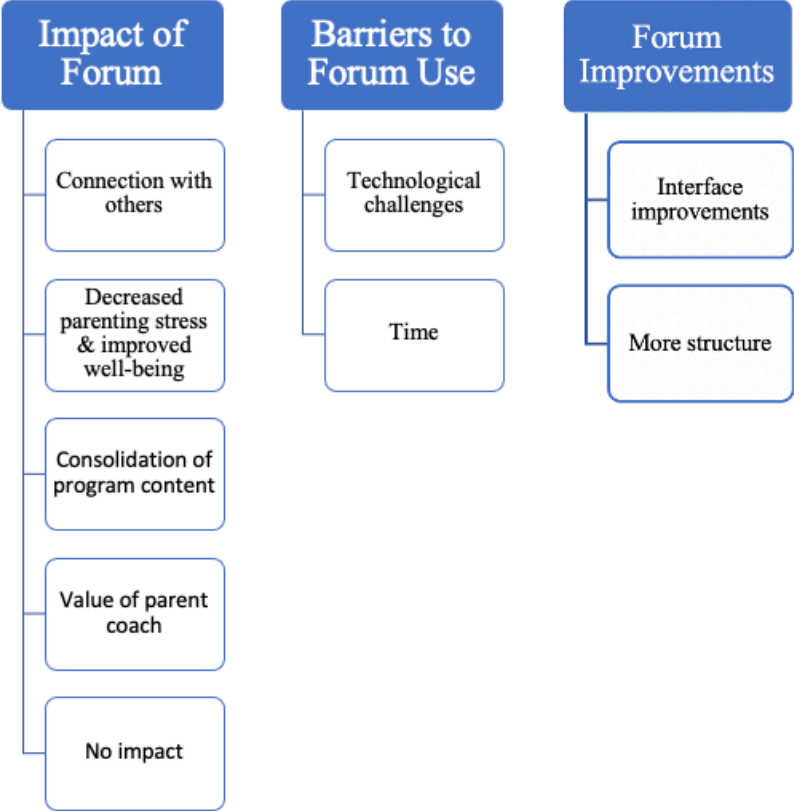 Impact of
Forum
Connection with
others
Decreased
parenting stress
& improved
well-being
Consolidation of
program content
Value of parent
coach
No impact
Barriers to
Forum Use
Technological
challenges
Time
Forum
Improvements
Interface
improvements
More structure